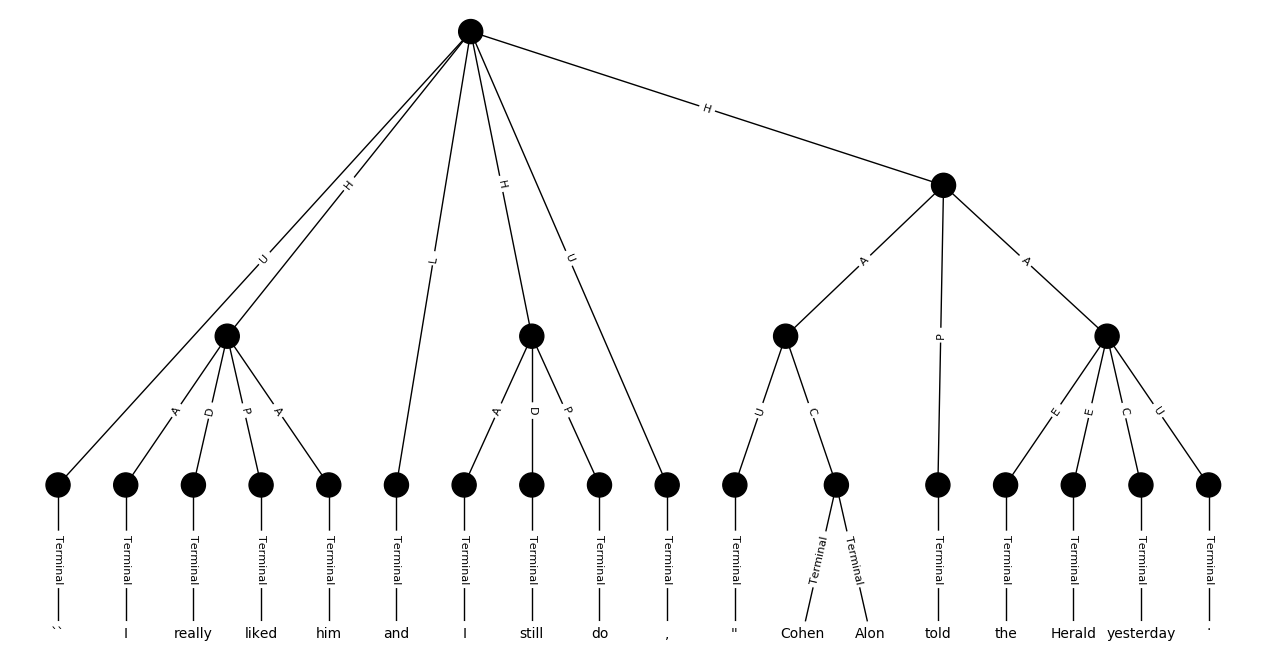 H
H H
U L U A A
P
A D P A A D P U C E E C U
Terminal Terminal Terminal Terminal Terminal Terminal Terminal Terminal Terminal Terminal Terminal Terminal Terminal Terminal Terminal Terminal Terminal Terminal
`` I really liked him and I still do , " Cohen Alon told the Herald yesterday .